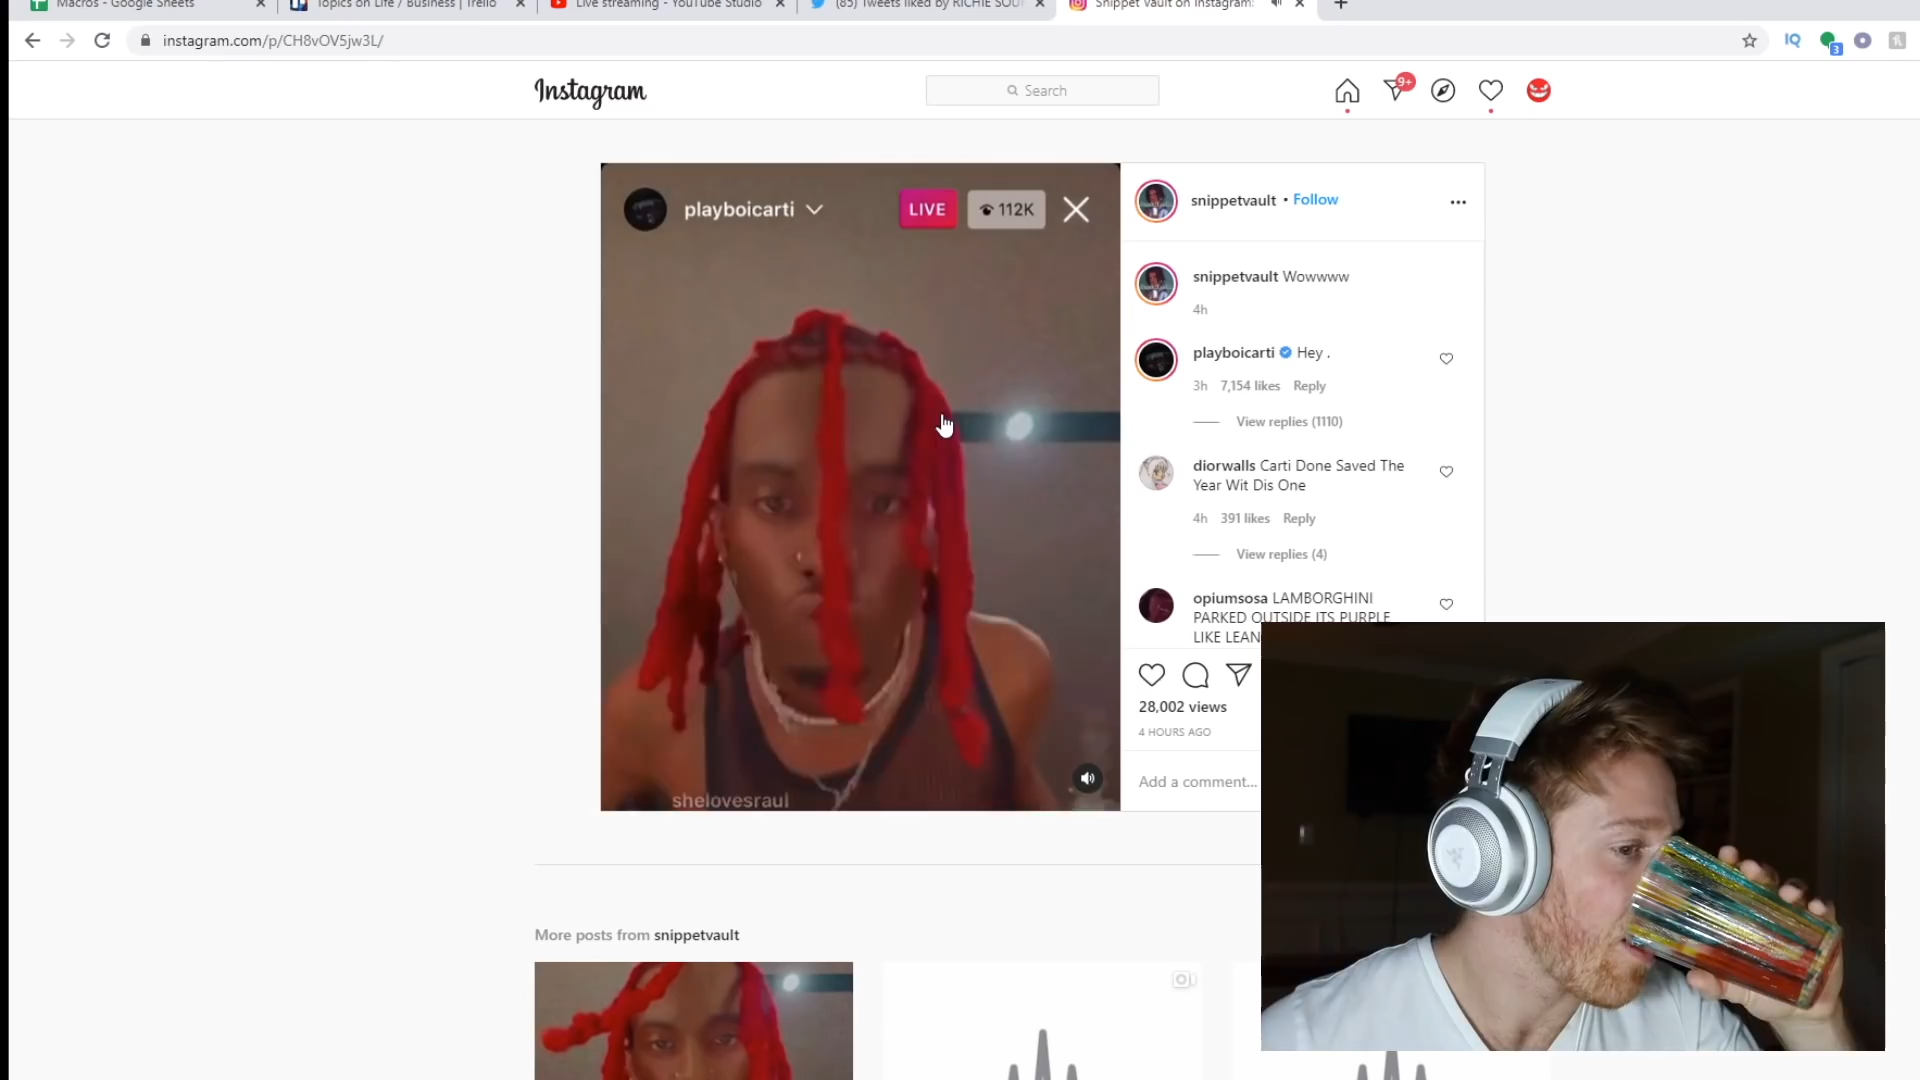 Macros - Google Sheets
Topics on Life / Business | Trello
Live streaming - YouTube Studio
(85) Tweets liked by RICHIE SOUF
Snippet Vault on Instagram:
instagram.com/p/CH8vOV5jw3L/
IQ
3
Instagram
Search
9+
playboicarti
LIVE
112K
snippetvault • Follow
snippetvault Wowwww
4h
playboicarti Hey .
3h 7,154 likes Reply
View replies (1110)
diorwalls Carti Done Saved The
Year Wit Dis One
4h 391 likes Reply
View replies (4)
opiumsosa LAMBORGHINI
PARKED OUTSIDE ITS PURPLE
LIKE LEAN
28,002 views
4 HOURS AGO
Add a comment...
shelovesraul
More posts from snippetvault